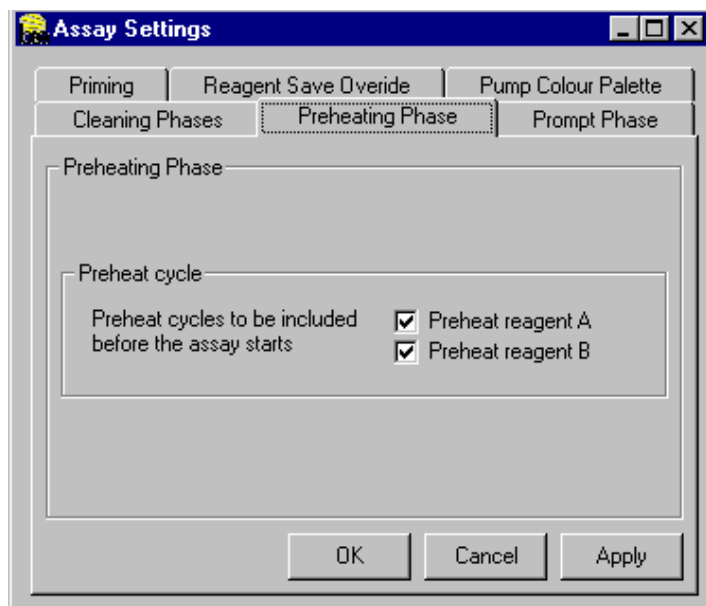 Assay Settings
Priming
Reagent Save Overide
Pump Colour Palette
Cleaning Phases
Preheating Phase
Prompt Phase
Preheating Phase
Preheat cycle
Preheat cycles to be included
before the assay starts
Preheat reagent A
Preheat reagent B
OK
Cancel
Apply